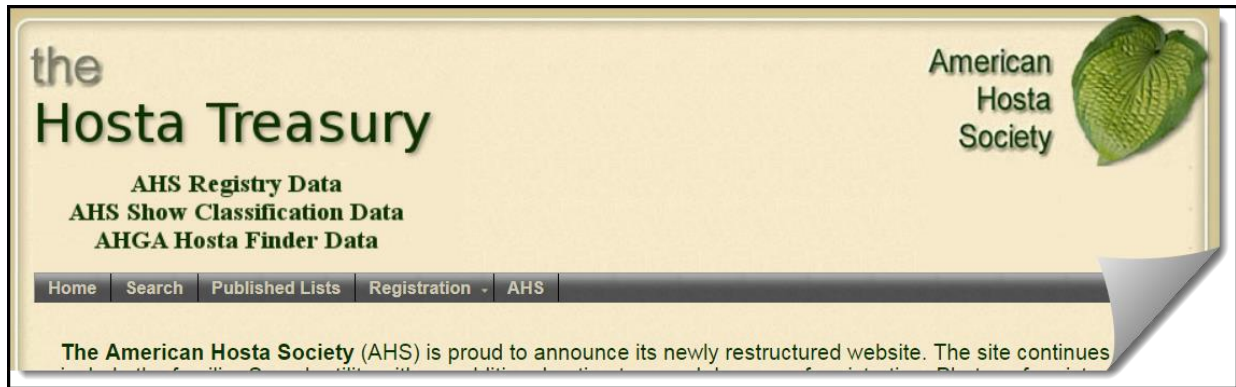 the
Hosta Treasury
American
Hosta
Society
AHS Registry Data
AHS Show Classification Data
AHGA Hosta Finder Data
Home Search Published Lists Registration AHS
The American Hosta Society (AHS) is proud to announce its newly restructured website. The site continues